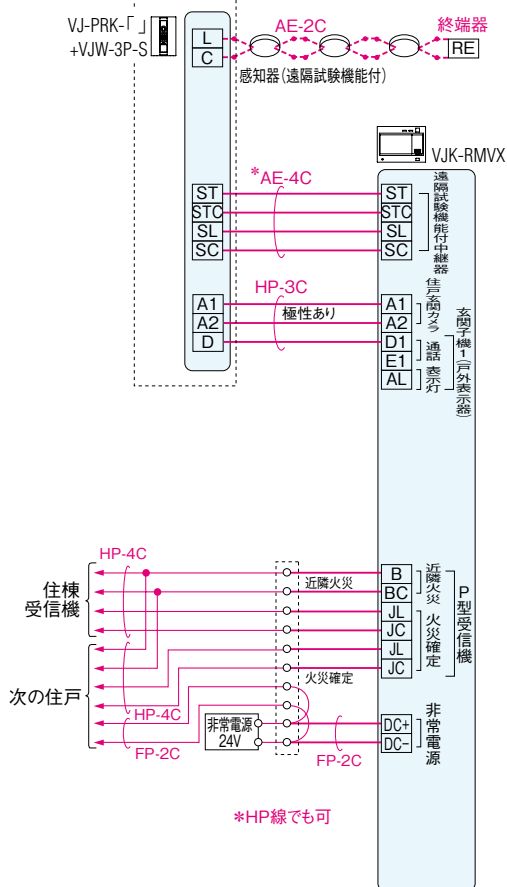 VJ-PRK-「 」
+VJW-3P-S
L
C
AE-2C
終端器
RE
感知器(遠隔試験機能付)
VJK-RMVX
*AE-4C
ST
STC
SL
SC
ST
STC
SL
SC
遠隔試験機能付中継器
HP-3C
極性あり
A1
A2
D
A1
A2
D1
E1
AL
住戸玄関カメラ
通話
表示灯
玄関子機1(戸外表示器)
HP-4C
住棟
受信機
次の住戸
近隣火災
火災確定
HP-4C
FP-2C
非常電源
24V
FP-2C
B
BC
JL
JC
JL
JC
DC+
DC-
近隣火災
火災確定
P型受信機
非常電源
*HP線でも可